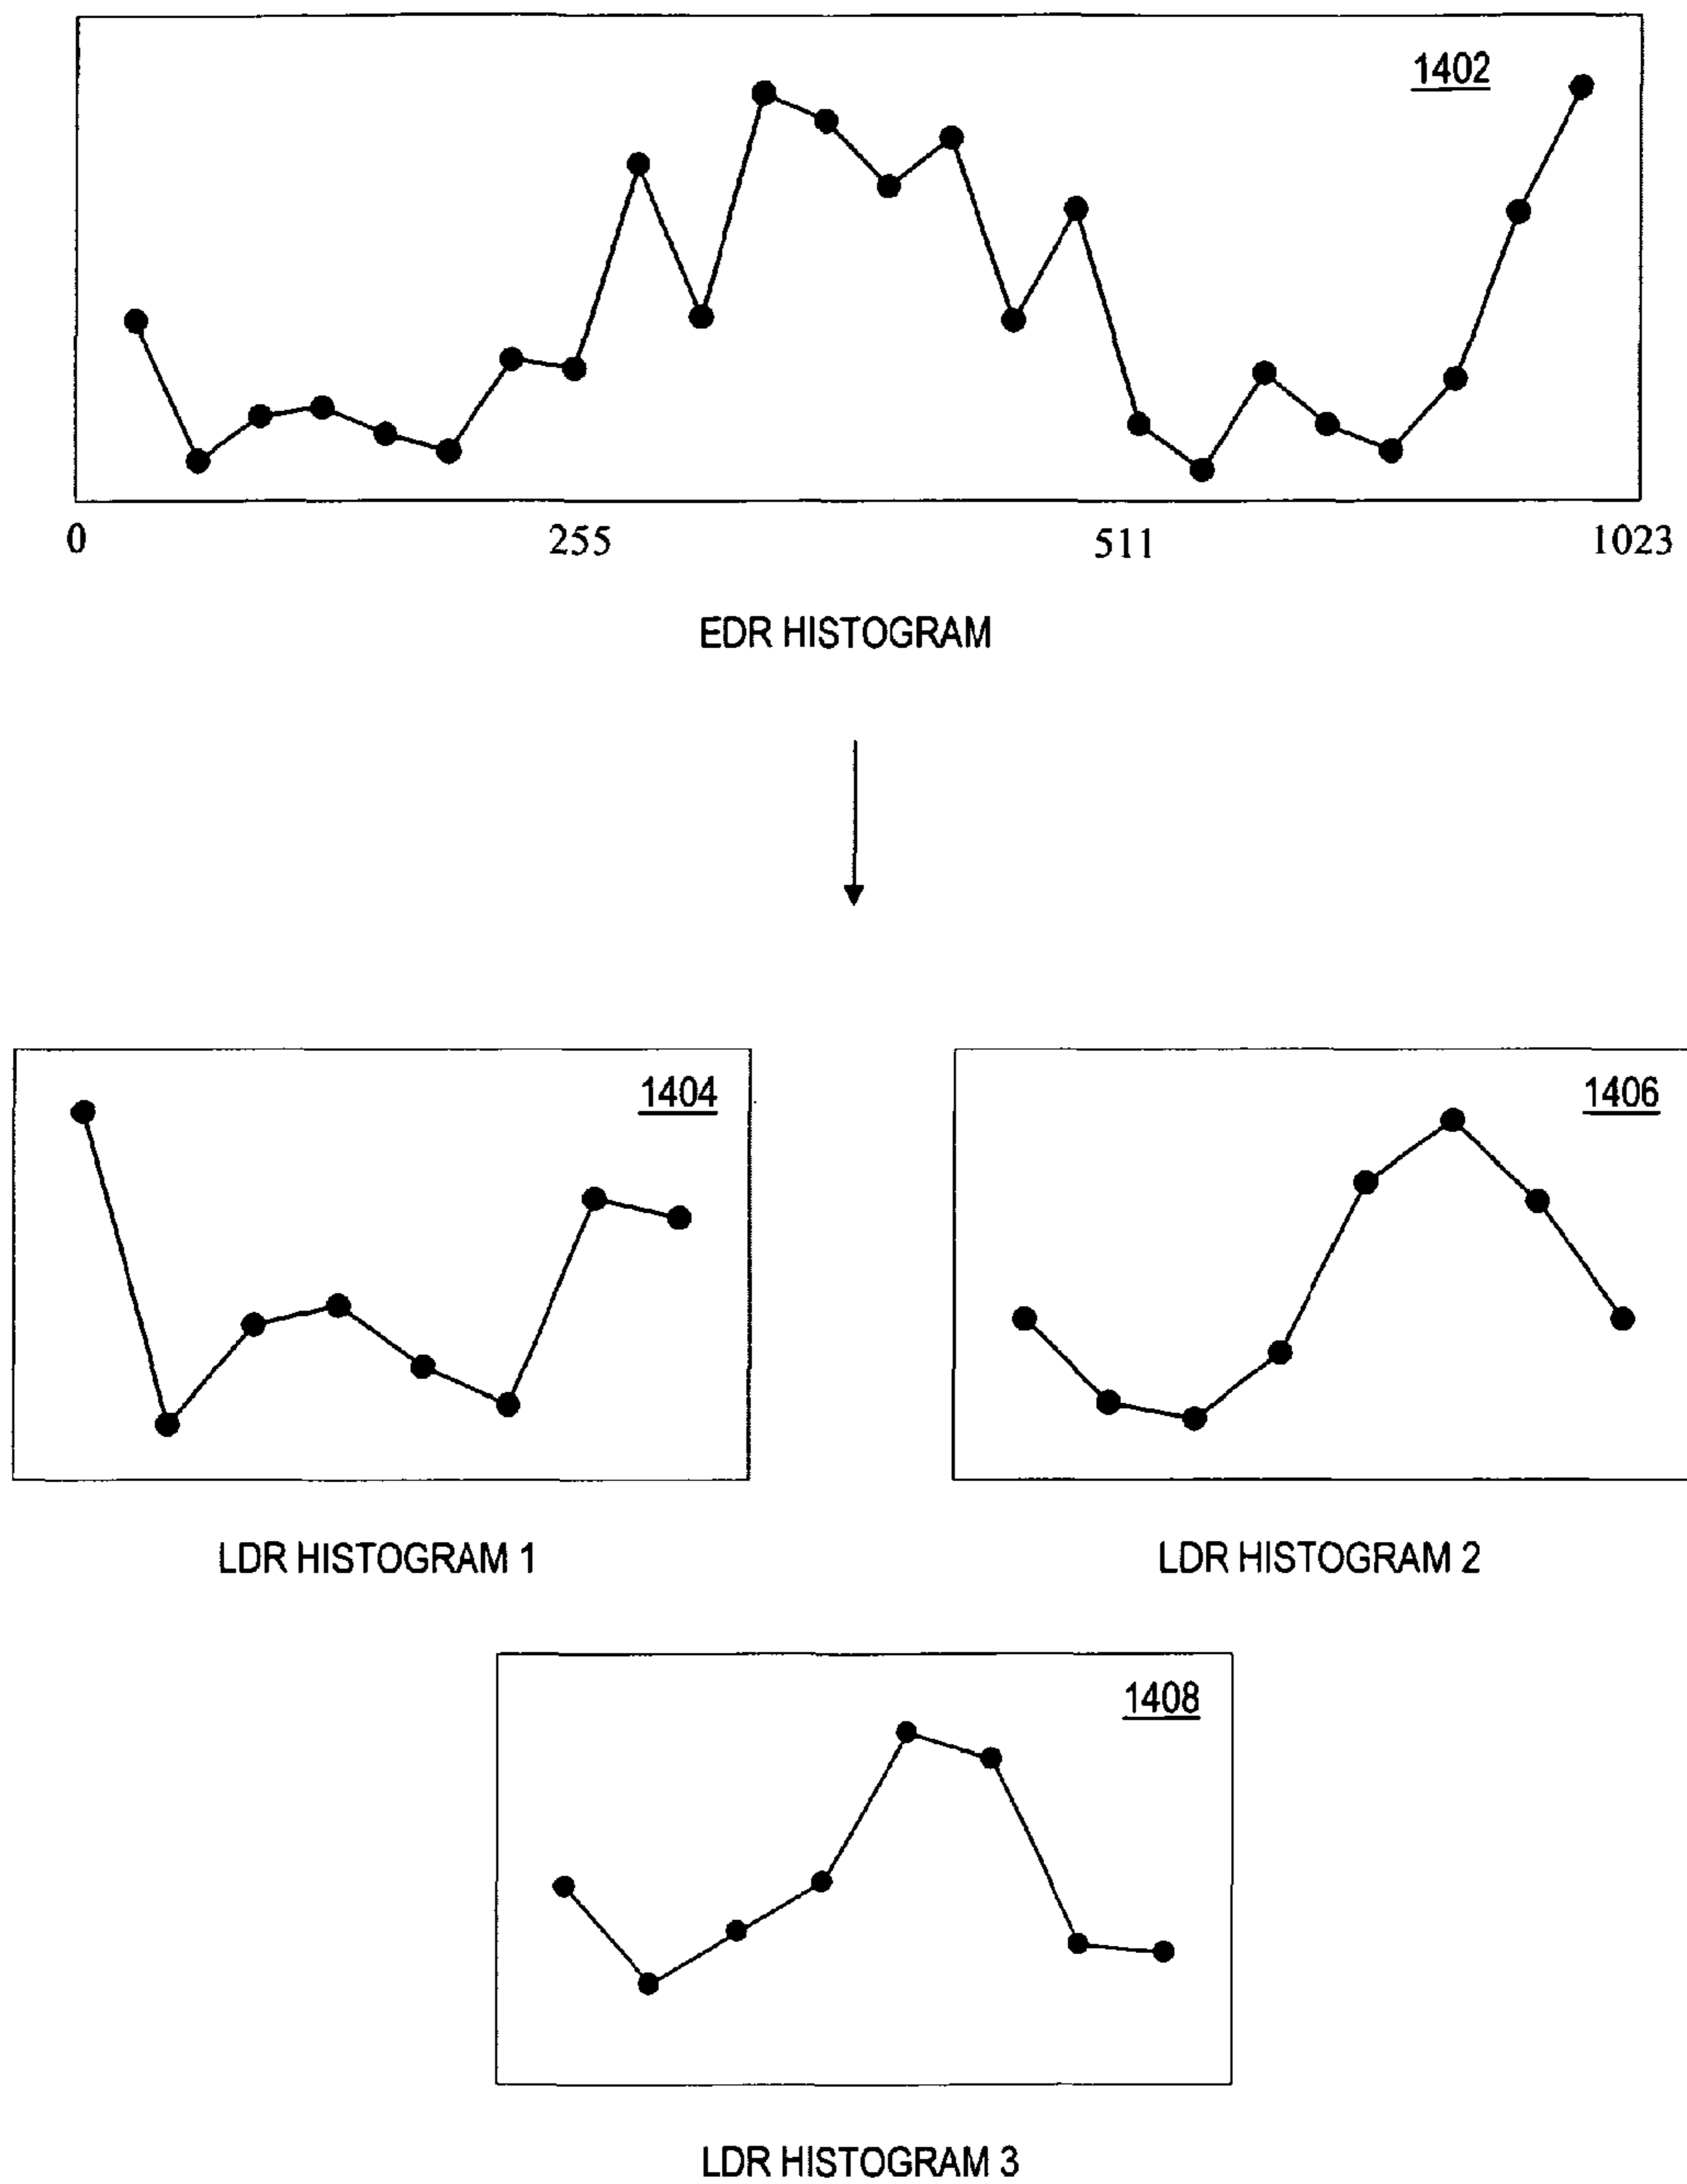 1402
0 255 511 1023
EDR HISTOGRAM
1404
1406
LDR HISTOGRAM 1
LDR HISTOGRAM 2
1408
LDR HISTOGRAM 3